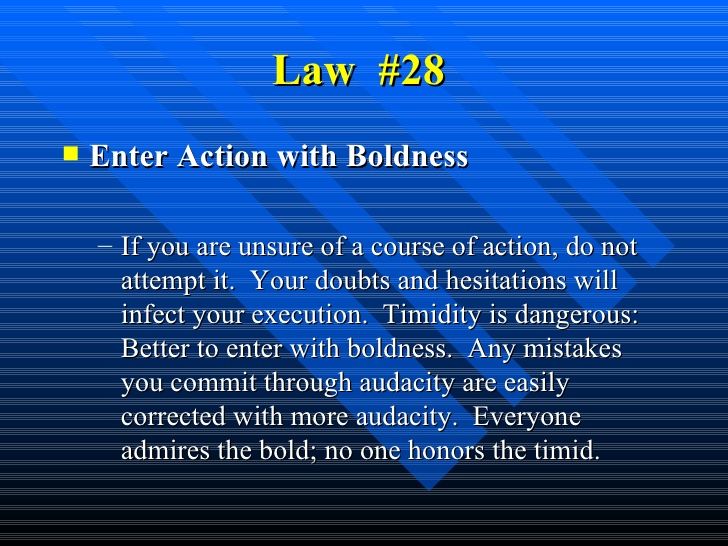 Law #28
Enter Action with Boldness
– If you are unsure of a course of action, do not
attempt it. Your doubts and hesitations will
infect your execution. Timidity is dangerous:
Better to enter with boldness. Any mistakes
you commit through audacity are easily
corrected with more audacity. Everyone
admires the bold; no one honors the timid.